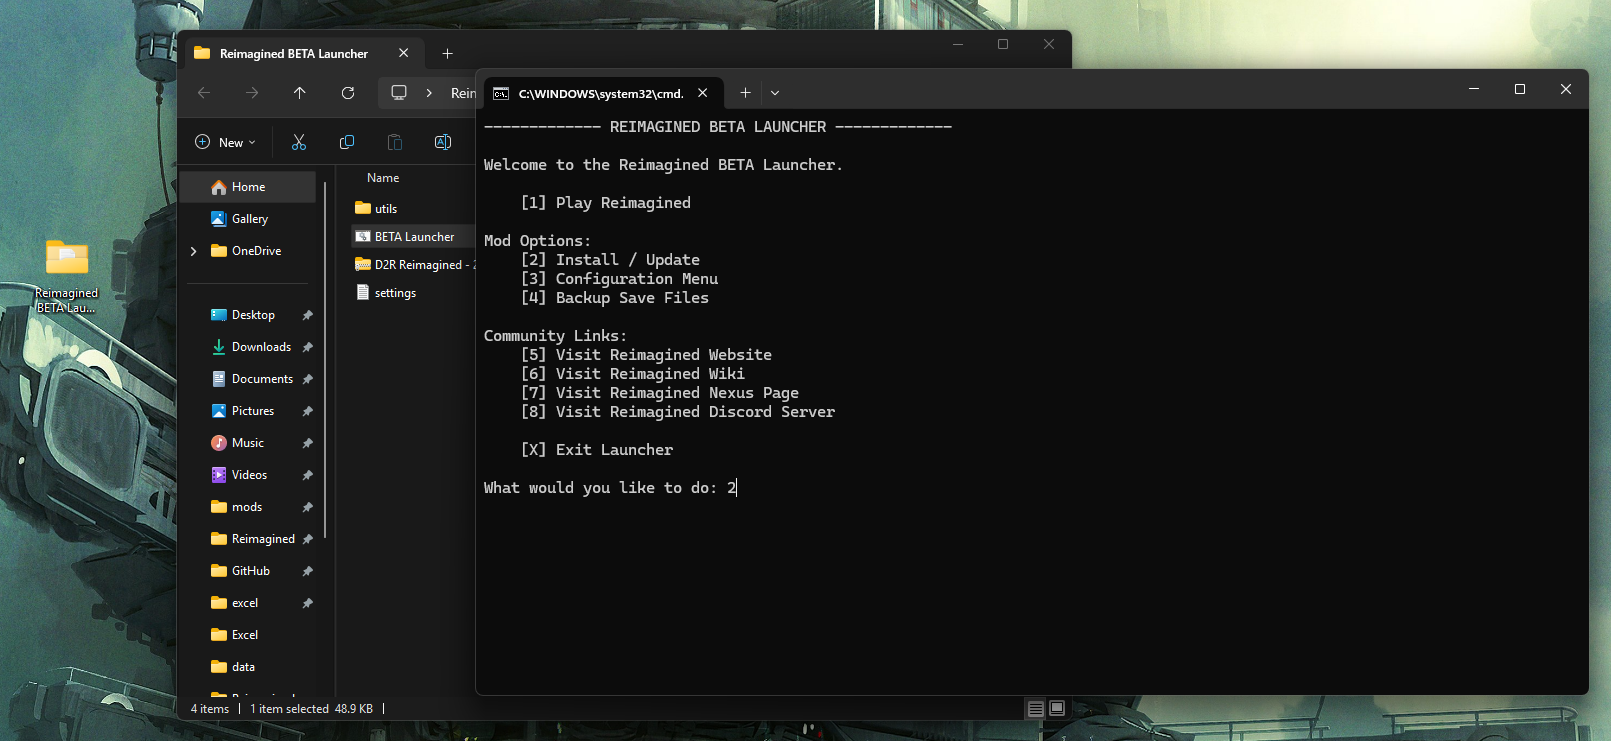 Reimagined BETA Launcher
Rein
New
Name
Home
Gallery
OneDrive
Desktop
Downloads
Documents
Pictures
Music
Videos
mods
Reimagined
GitHub
excel
Excel
data
utils
BETA Launcher
D2R Reimagined - 2
settings
4 items
1 item selected 48.9 KB
Reimagined
BETA Lau...
C:\WINDOWS\system32\cmd.
------------- REIMAGINED BETA LAUNCHER -------------
Welcome to the Reimagined BETA Launcher.
[1] Play Reimagined
Mod Options:
[2] Install / Update
[3] Configuration Menu
[4] Backup Save Files
Community Links:
[5] Visit Reimagined Website
[6] Visit Reimagined Wiki
[7] Visit Reimagined Nexus Page
[8] Visit Reimagined Discord Server
[X] Exit Launcher
What would you like to do: 2